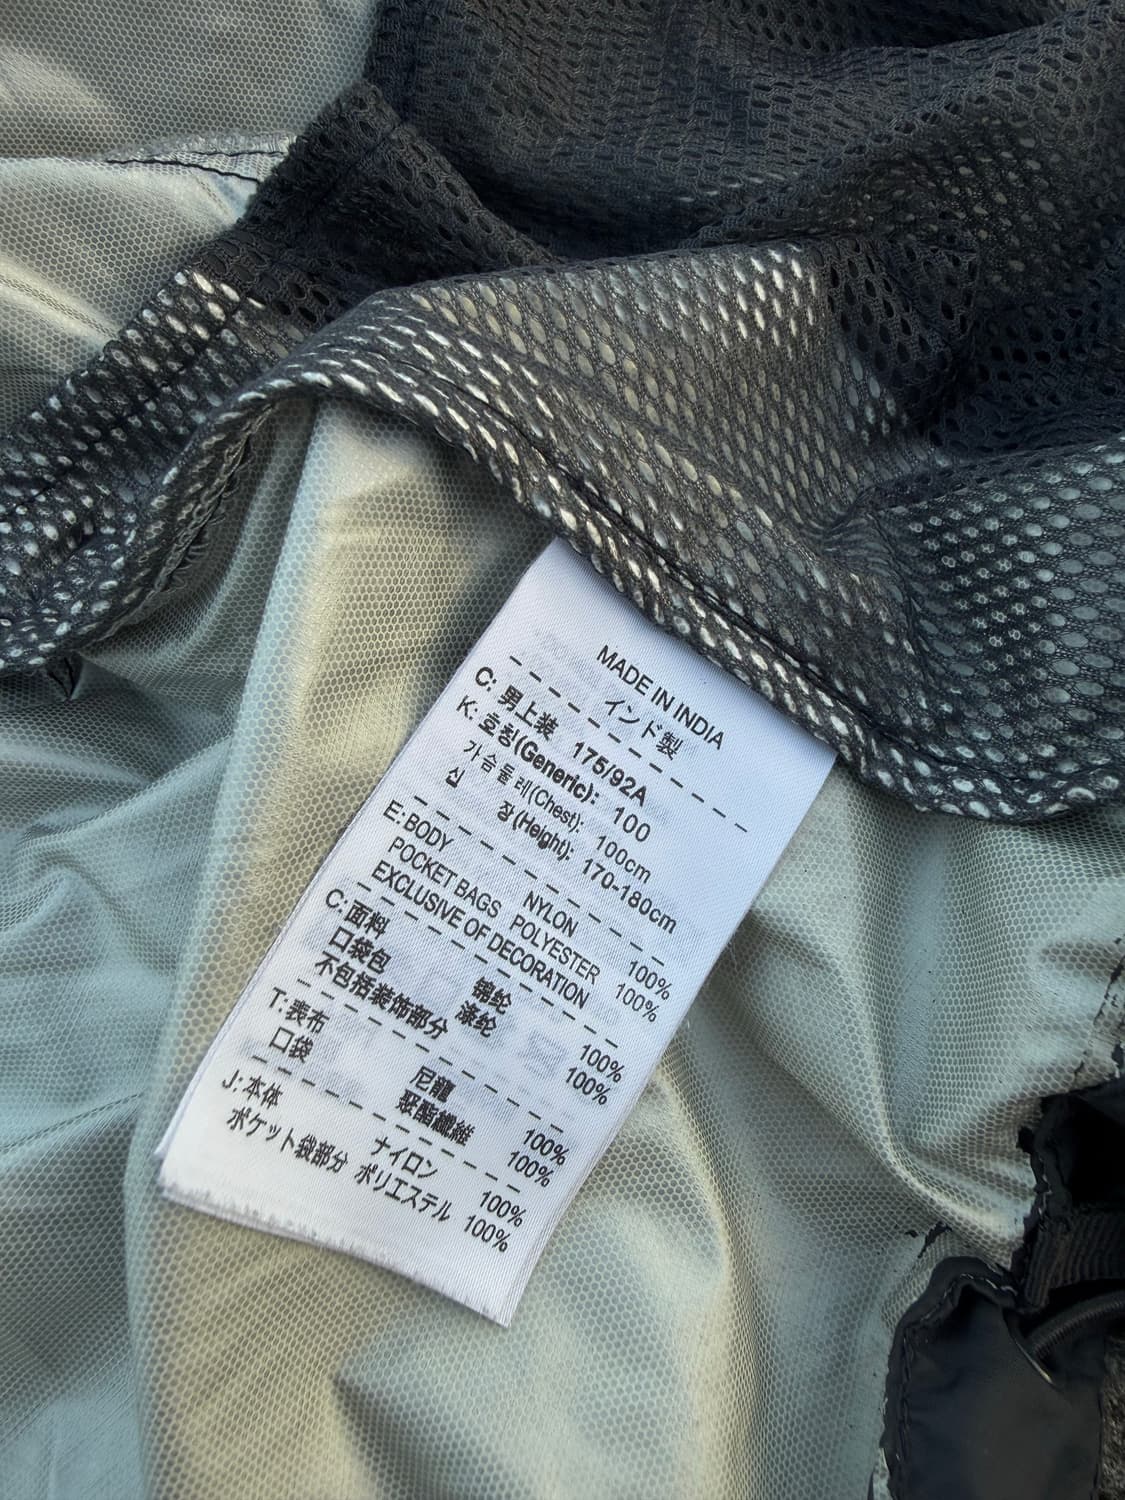 MADE IN INDIA
インド製
C: 男上装 175/92A
K: 호칭(Generic): 100
가슴둘레(Chest): 100cm
신 장(Height): 170-180cm
E: BODY NYLON 100%
POCKET BAGS POLYESTER 100%
EXCLUSIVE OF DECORATION
C: 面料 锦纶 100%
口袋包 涤纶 100%
不包括装饰部分
T: 表布 尼龍 100%
口袋 聚酯纖維 100%
J: 本体 ナイロン 100%
ポケット袋部分 ポリエステル 100%